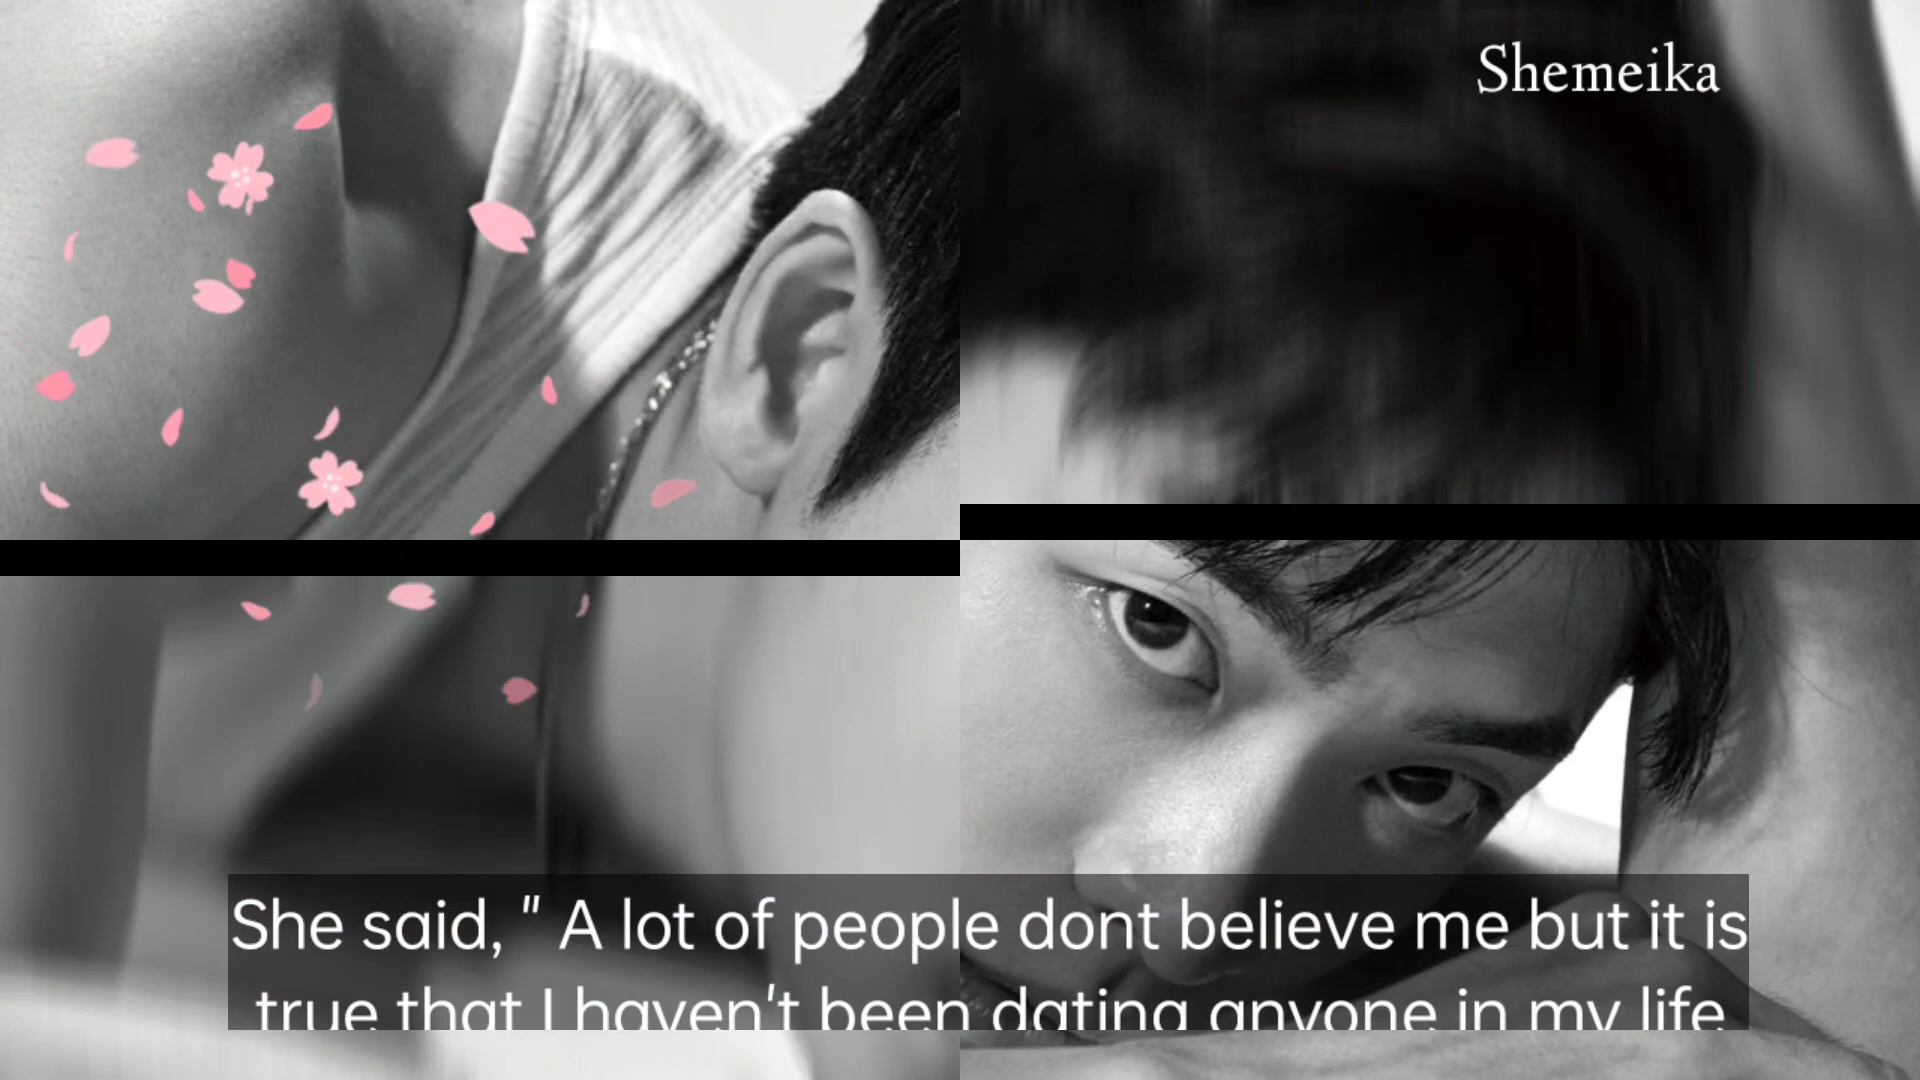 Shemeika
She said, " A lot of people dont believe me but it is
true that I haven't been dating anyone in my life